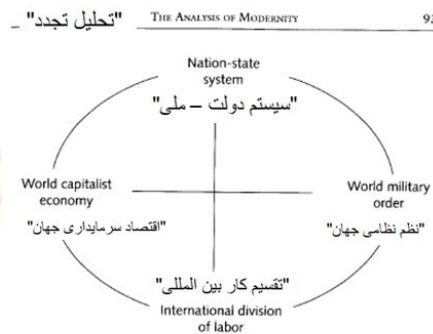 "تحلیل تجدد" _ THE ANALYSIS OF MODERNITY
Nation-state
system
"سیستم دولت – ملی"
World capitalist
economy
"اقتصاد سرمایداری جهان"
World military
order
"نظم نظامی جهان"
"تقسیم کار بین المللی"
International division
of labor